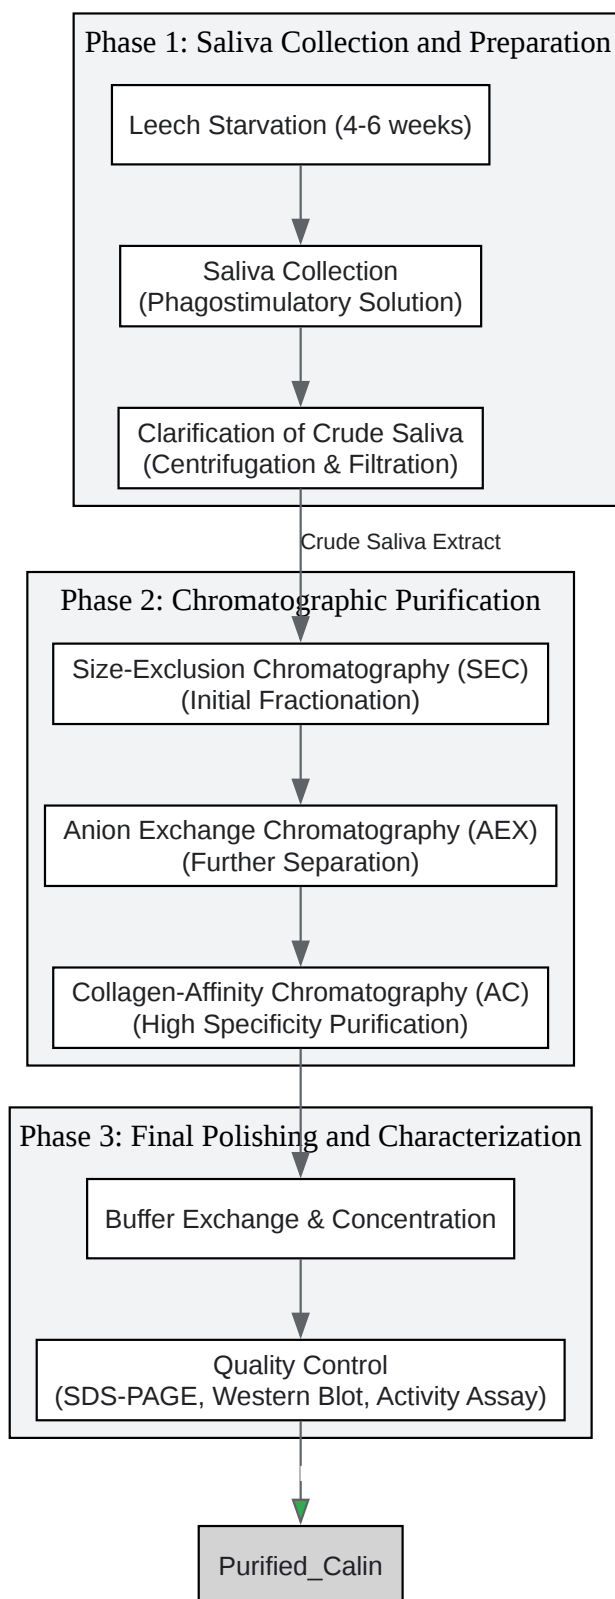 Phase 1: Saliva Collection and Preparation
Leech Starvation (4-6 weeks)
Saliva Collection
(Phagostimulatory Solution)
Clarification of Crude Saliva
(Centrifugation & Filtration)
Crude Saliva Extract
Phase 2: Chromatographic Purification
Size-Exclusion Chromatography (SEC)
(Initial Fractionation)
Anion Exchange Chromatography (AEX)
(Further Separation)
Collagen-Affinity Chromatography (AC)
(High Specificity Purification)
Phase 3: Final Polishing and Characterization
Buffer Exchange & Concentration
Quality Control
(SDS-PAGE, Western Blot, Activity Assay)
Purified_Calin